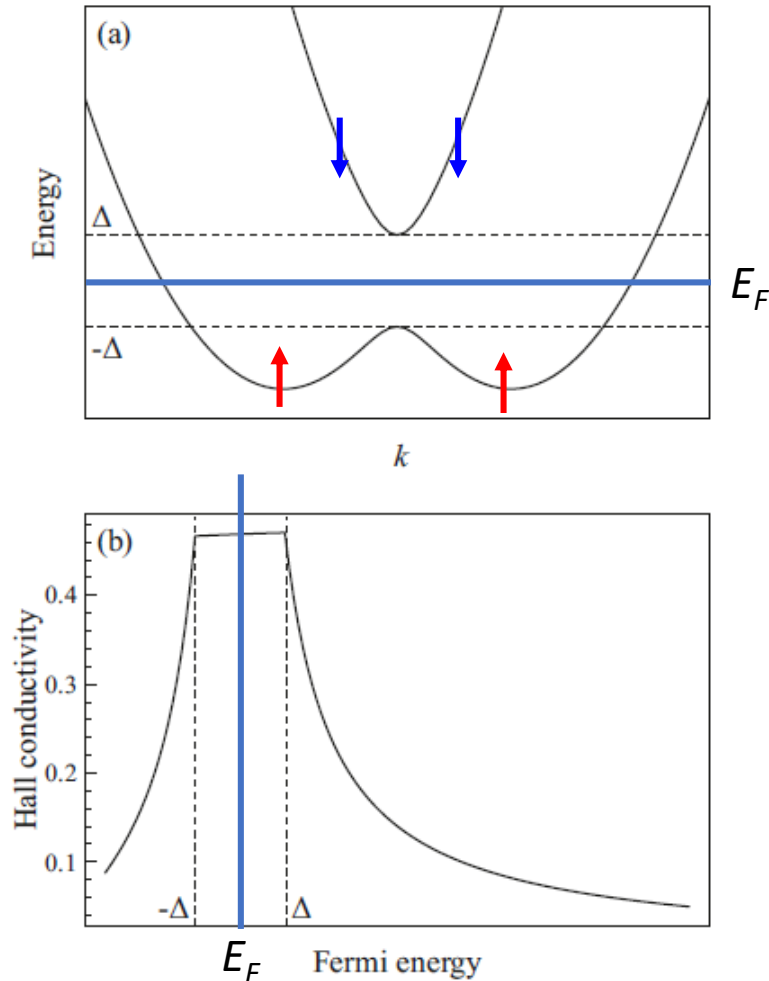 (a)
Energy
Δ
E_F
-Δ
k
(b)
Hall conductivity
0.4
0.3
0.2
0.1
-Δ
Δ
E_F
Fermi energy